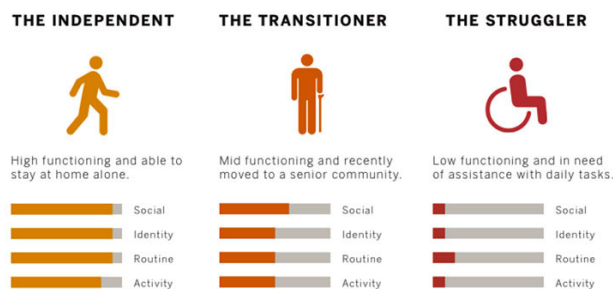 THE INDEPENDENT
High functioning and able to
stay at home alone.
Social
Identity
Routine
Activity
THE TRANSITIONER
Mid functioning and recently
moved to a senior community.
Social
Identity
Routine
Activity
THE STRUGGLER
Low functioning and in need
of assistance with daily tasks.
Social
Identity
Routine
Activity